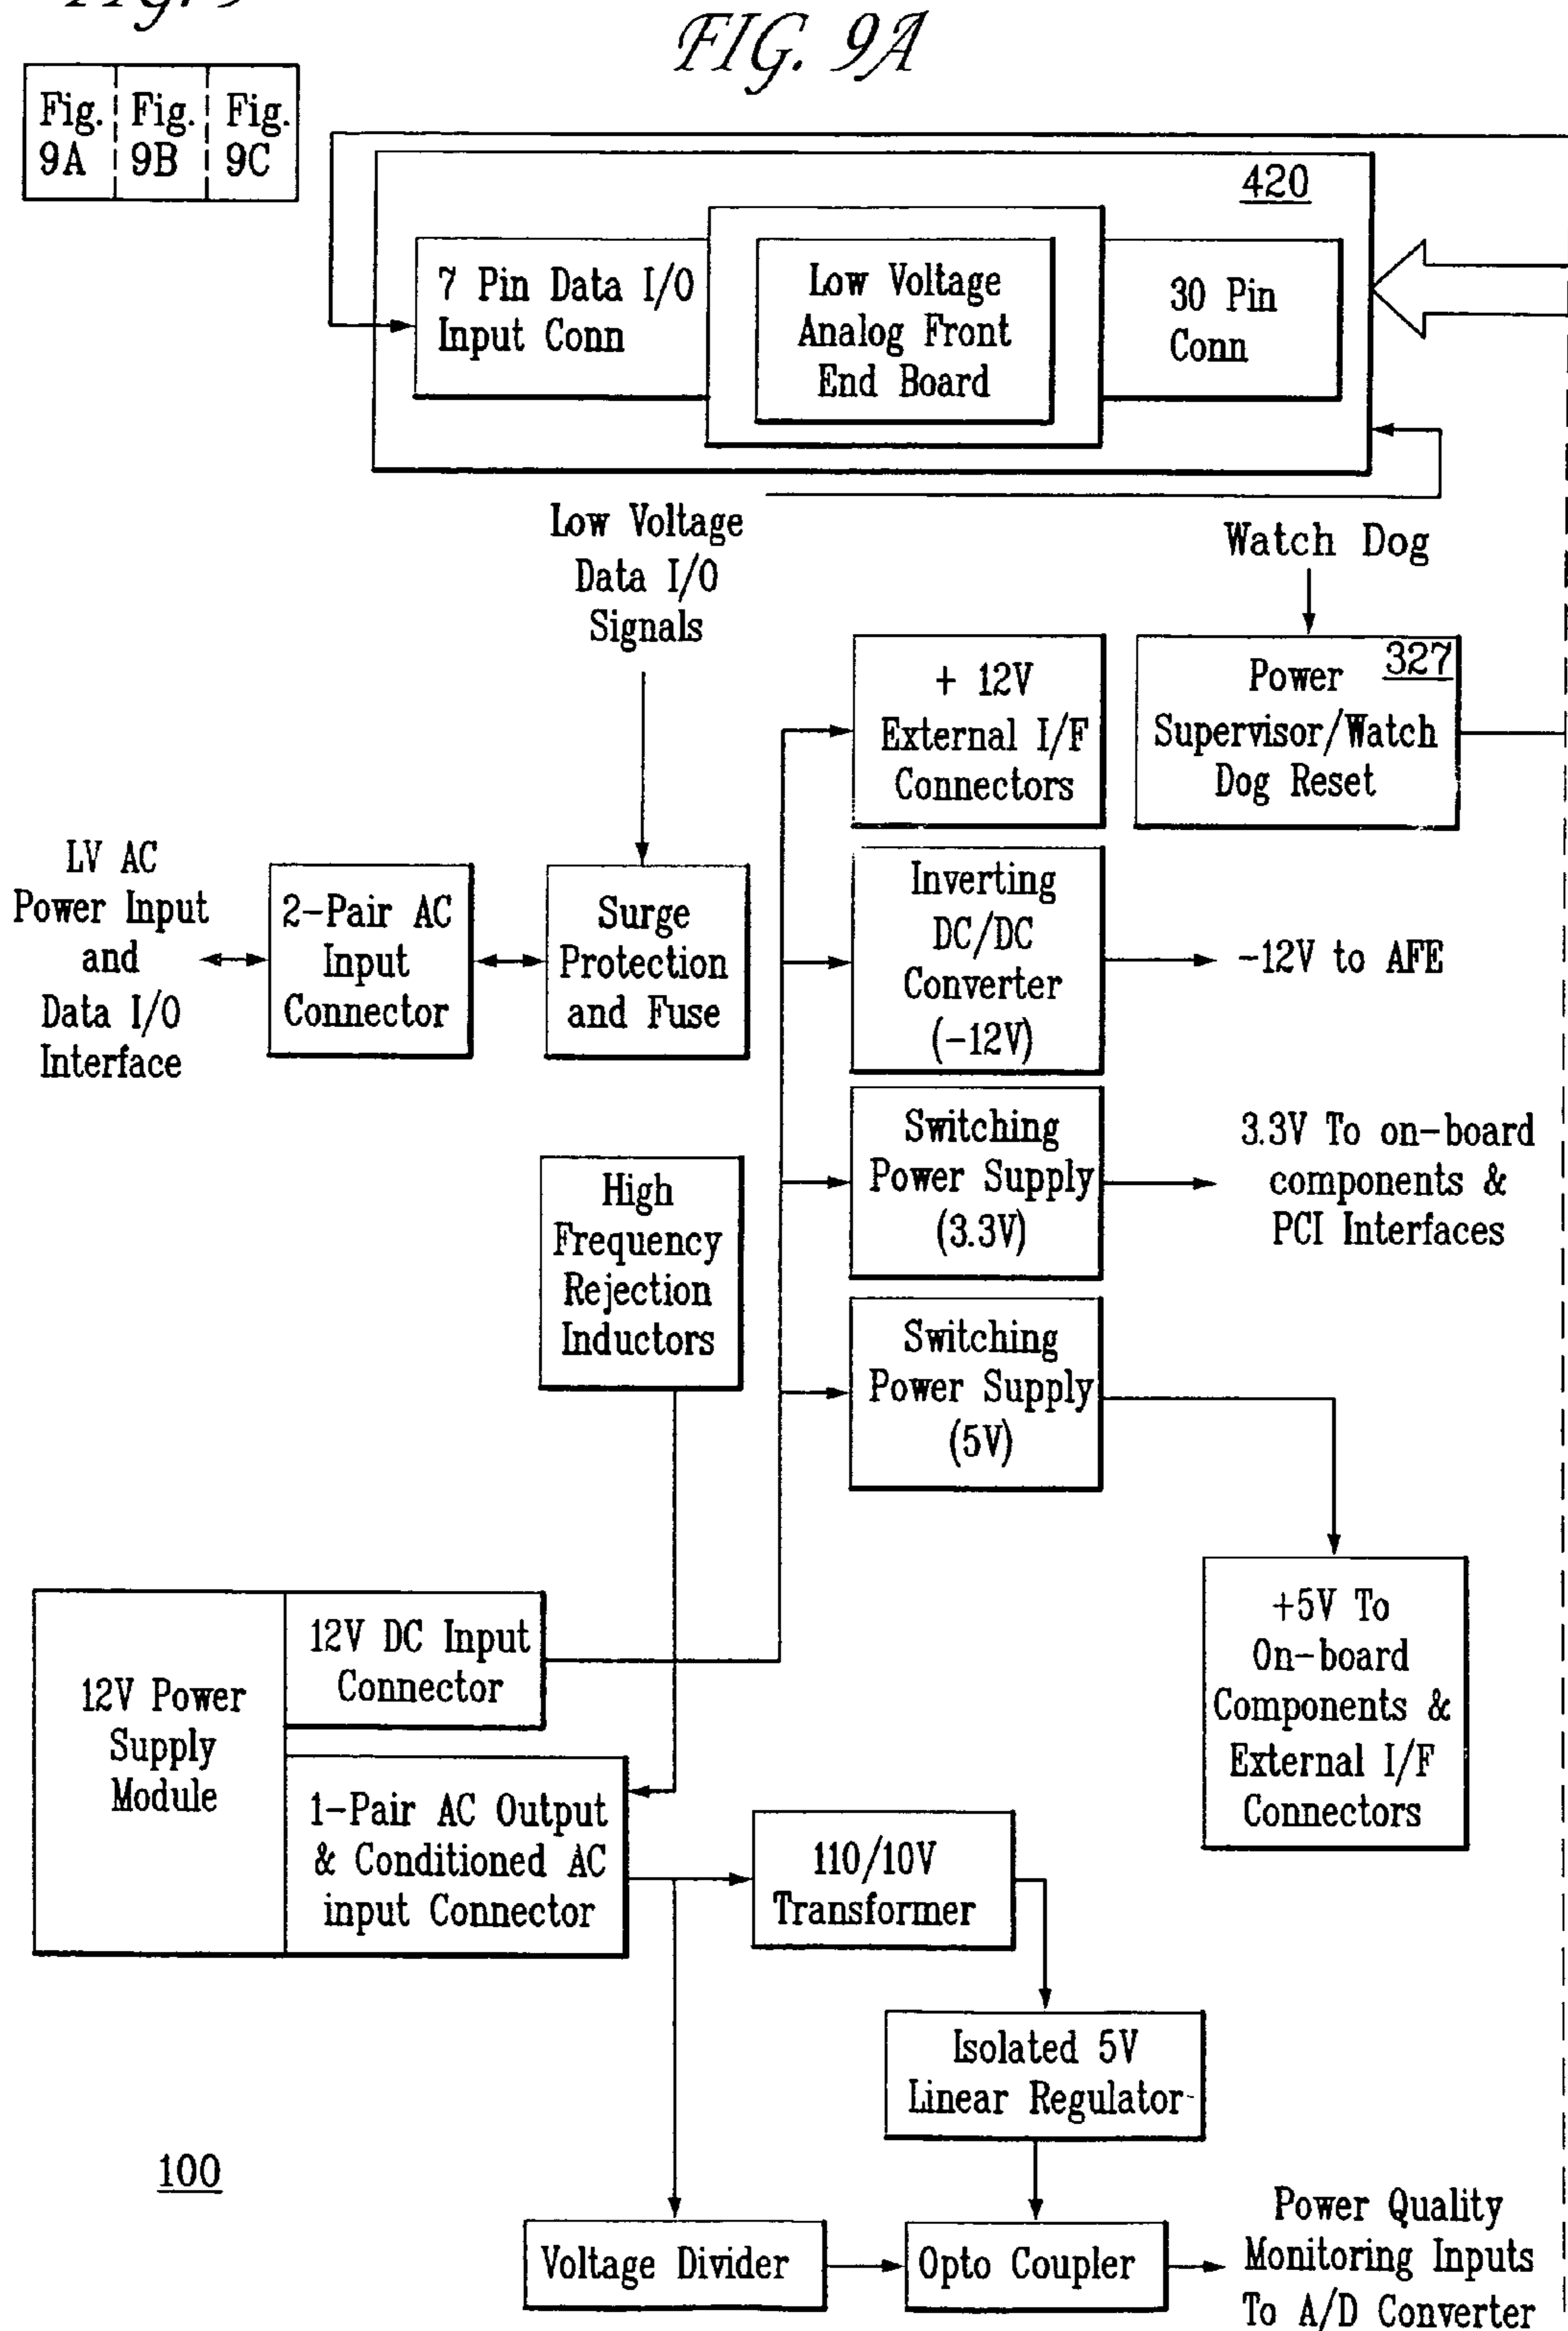 FIG. 9
FIG. 9A
Fig. 9A
Fig. 9B
Fig. 9C
420
7 Pin Data I/O
Input Conn
Low Voltage
Analog Front
End Board
30 Pin
Conn
Low Voltage
Data I/O
Signals
Watch Dog
+ 12V
External I/F
Connectors
327
Power
Supervisor/Watch
Dog Reset
LV AC
Power Input
and
Data I/O
Interface
2-Pair AC
Input
Connector
Surge
Protection
and Fuse
Inverting
DC/DC
Converter
(-12V)
-12V to AFE
Switching
Power Supply
(3.3V)
3.3V To on-board
components &
PCI Interfaces
High
Frequency
Rejection
Inductors
Switching
Power Supply
(5V)
+5V To
On-board
Components &
External I/F
Connectors
12V Power
Supply
Module
12V DC Input
Connector
1-Pair AC Output
& Conditioned AC
input Connector
110/10V
Transformer
Isolated 5V
Linear Regulator
100
Voltage Divider
Opto Coupler
Power Quality
Monitoring Inputs
To A/D Converter